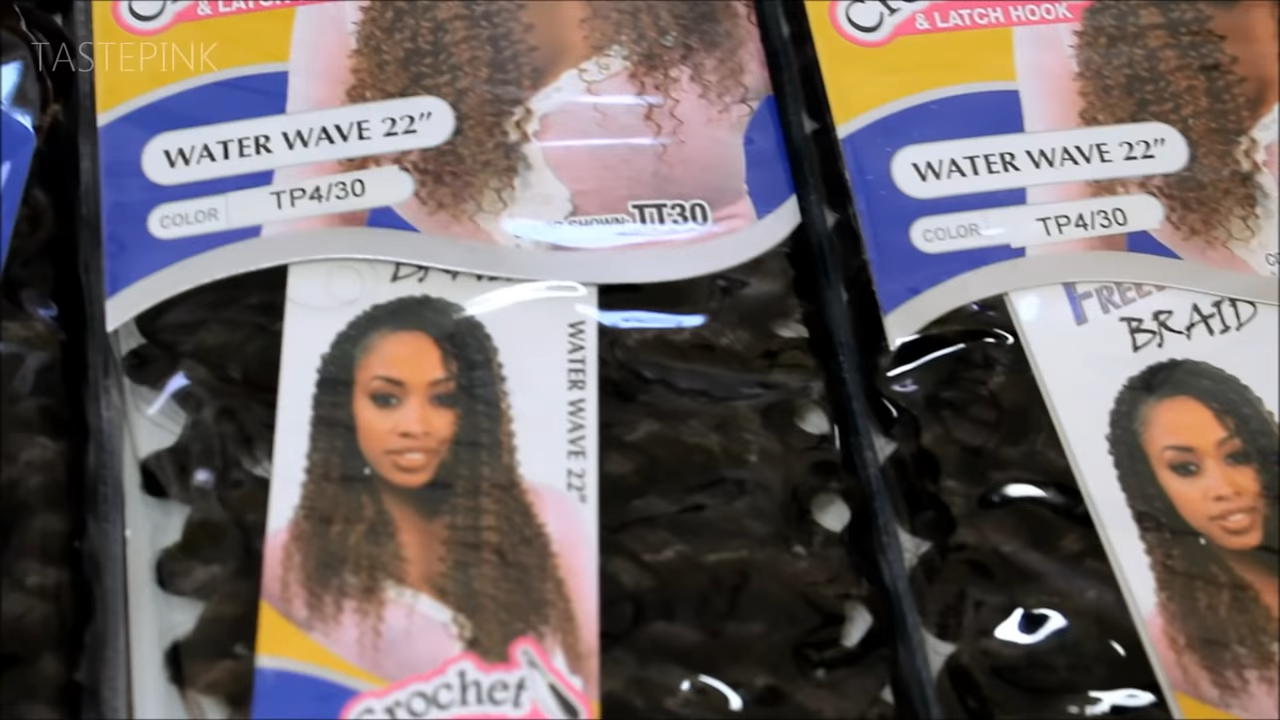 TASTEPINK
& LATCH HOOK
WATER WAVE 22”
COLOR TP4/30
SHOWN: TT30
WATER WAVE 22"
Crochet
& LATCH HOOK
WATER WAVE 22”
COLOR TP4/30
BRAID